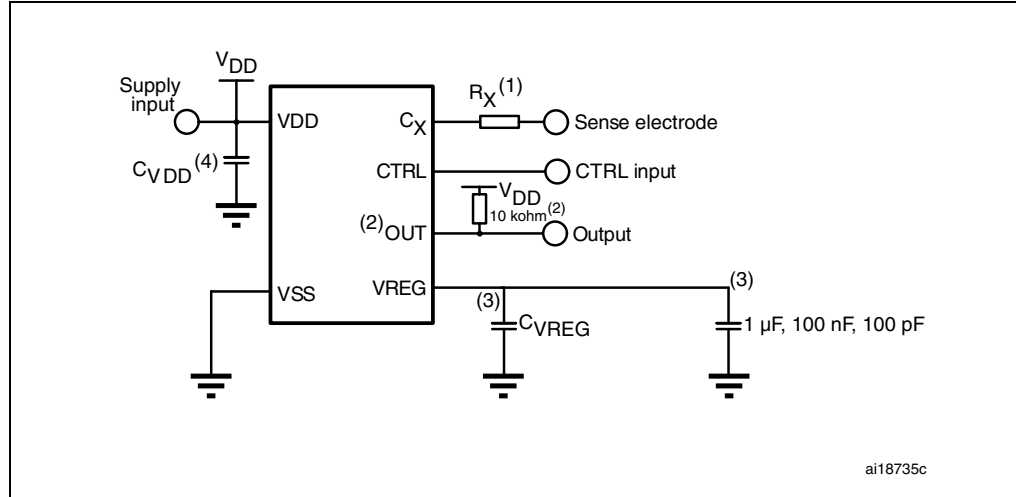 VDD
Supply
input
VDD
CX
RX(1)
Sense electrode
CVDD(4)
CTRL
CTRL input
VDD
10 kohm(2)
(2)OUT
Output
VSS
VREG
(3)
CVREG
(3)
1 µF, 100 nF, 100 pF
ai18735c